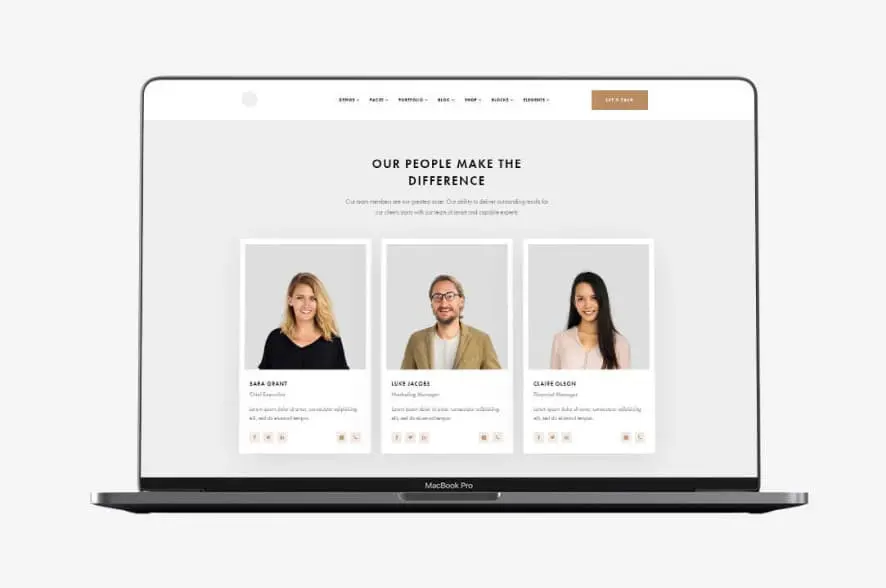 DEMOS PAGES PORTFOLIO BLOG SHOP BLOCKS ELEMENTS LET'S TALK
OUR PEOPLE MAKE THE
DIFFERENCE
Our team members are our greatest asset. Our ability to deliver outstanding results for
our clients starts with our team of smart and capable experts
SARA GRANT
Chief Executive
Lorem ipsum dolor sit amet, consectetur adipisicing
elit, sed do eiusmod tempor.
LUKE JACOBS
Marketing Manager
Lorem ipsum dolor sit amet, consectetur adipisicing
elit, sed do eiusmod tempor.
CLAIRE OLSON
Financial Manager
Lorem ipsum dolor sit amet, consectetur adipisicing
elit, sed do eiusmod tempor.
MacBook Pro